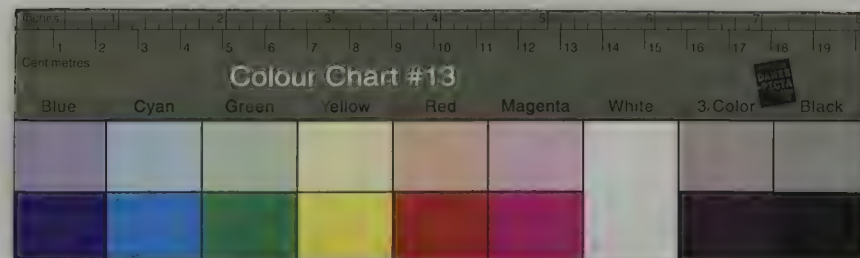 Inches 1 2 3 4 5 6 7
1 2 3 4 5 6 7 8 9 10 11 12 13 14 15 16 17 18 19
Centimetres
Colour Chart #13
DANES PICTA
Blue Cyan Green Yellow Red Magenta White 3/Color Black